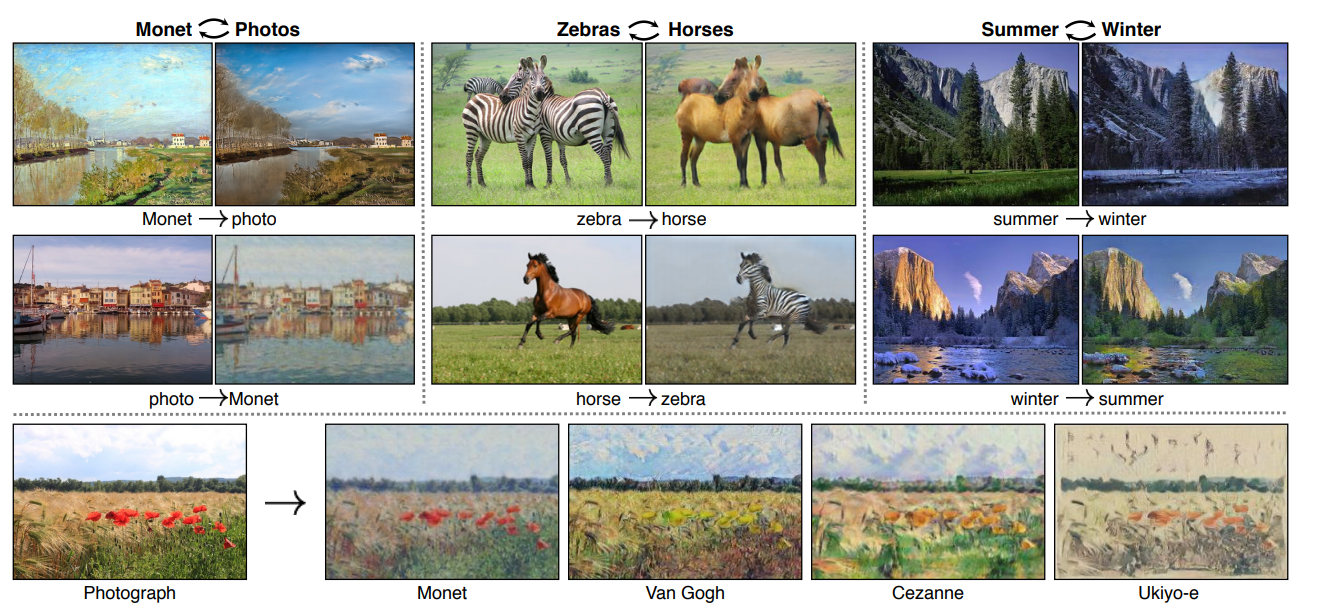 Monet ⇄ Photos
Zebras ⇄ Horses
Summer ⇄ Winter
Monet → photo
zebra → horse
summer → winter
photo → Monet
horse → zebra
winter → summer
Photograph
→
Monet
Van Gogh
Cezanne
Ukiyo-e